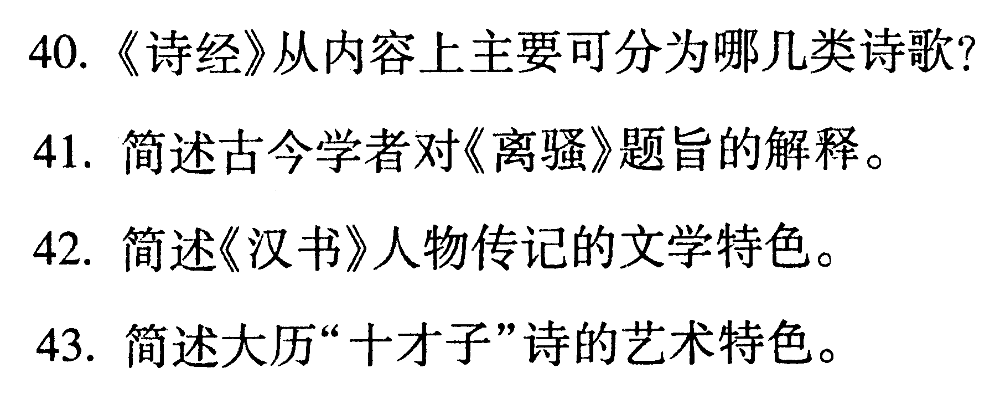 40. 《诗经》从内容上主要可分为哪几类诗歌?
41. 简述古今学者对《离骚》题旨的解释。
42. 简述《汉书》人物传记的文学特色。
43. 简述大历“十才子”诗的艺术特色。